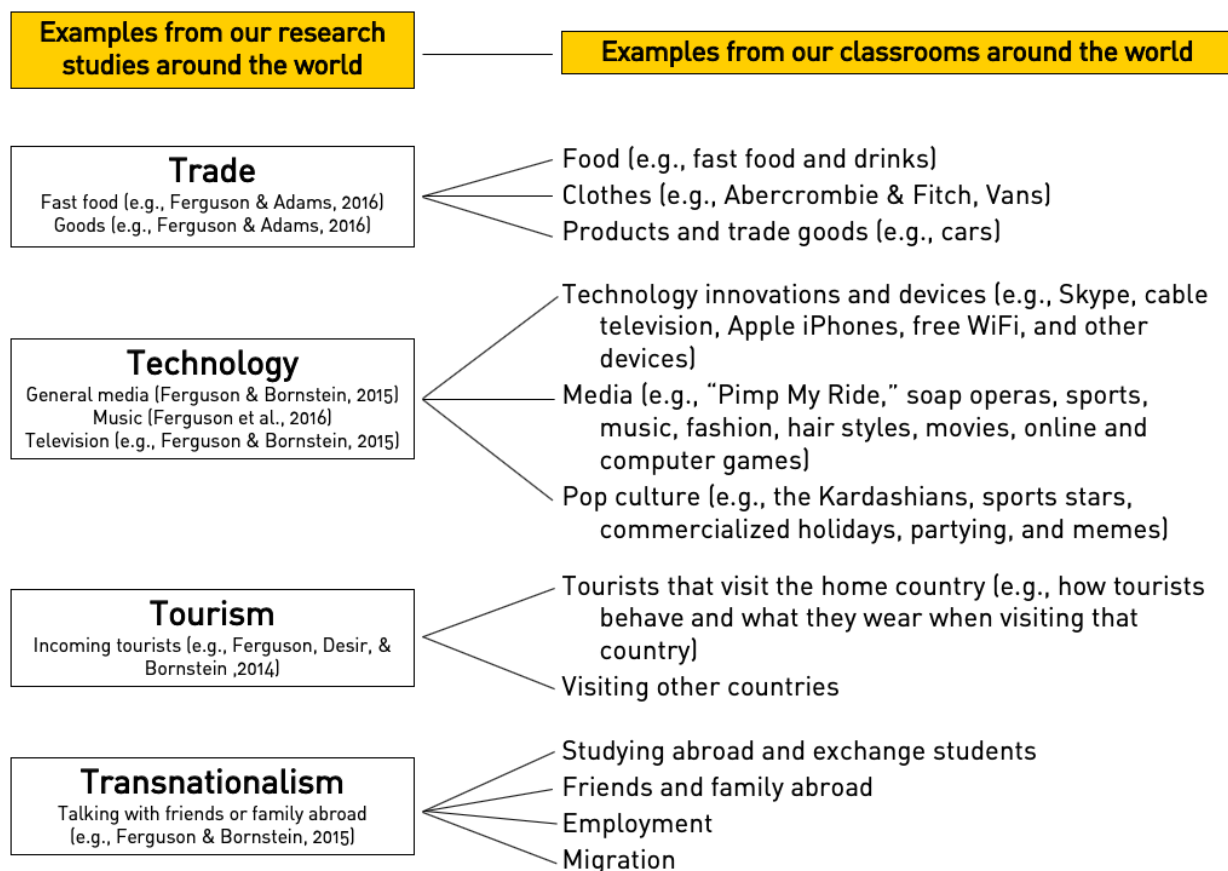 Examples from our research
studies around the world
Examples from our classrooms around the world
Trade
Fast food (e.g., Ferguson & Adams, 2016)
Goods (e.g., Ferguson & Adams, 2016)
Food (e.g., fast food and drinks)
Clothes (e.g., Abercrombie & Fitch, Vans)
Products and trade goods (e.g., cars)
Technology
General media (Ferguson & Bornstein, 2015)
Music (Ferguson et al., 2016)
Television (e.g., Ferguson & Bornstein, 2015)
Technology innovations and devices (e.g., Skype, cable
television, Apple iPhones, free WiFi, and other
devices)
Media (e.g., “Pimp My Ride,” soap operas, sports,
music, fashion, hair styles, movies, online and
computer games)
Pop culture (e.g., the Kardashians, sports stars,
commercialized holidays, partying, and memes)
Tourism
Incoming tourists (e.g., Ferguson, Desir, &
Bornstein ,2014)
Tourists that visit the home country (e.g., how tourists
behave and what they wear when visiting that
country)
Visiting other countries
Transnationalism
Talking with friends or family abroad
(e.g., Ferguson & Bornstein, 2015)
Studying abroad and exchange students
Friends and family abroad
Employment
Migration